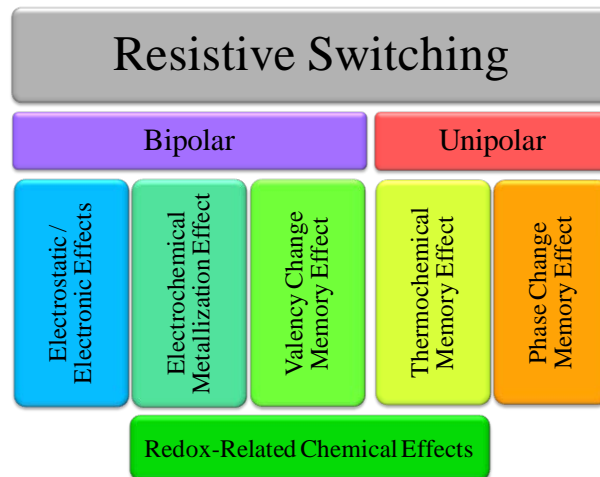 Resistive Switching
Bipolar
Unipolar
Electrostatic /
Electronic Effects
Electrochemical
Metallization Effect
Valency Change
Memory Effect
Thermochemical
Memory Effect
Phase Change
Memory Effect
Redox-Related Chemical Effects